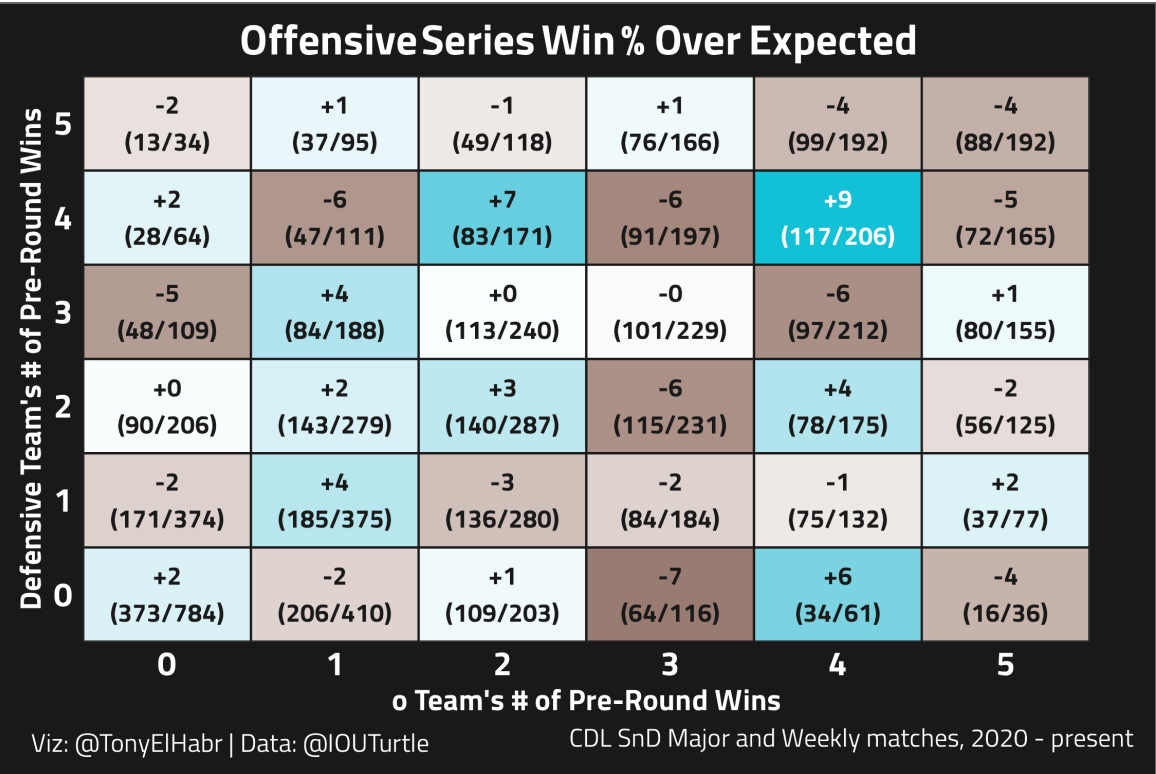 Offensive Series Win % Over Expected
Defensive Team's # of Pre-Round Wins
5
-2 +1 -1 +1 -4 -4
(13/34) (37/95) (49/118) (76/166) (99/192) (88/192)
4
+2 -6 +7 -6 +9 -5
(28/64) (47/111) (83/171) (91/197) (117/206) (72/165)
3
-5 +4 +0 -0 -6 +1
(48/109) (84/188) (113/240) (101/229) (97/212) (80/155)
2
+0 +2 +3 -6 +4 -2
(90/206) (143/279) (140/287) (115/231) (78/175) (56/125)
1
-2 +4 -3 -2 -1 +2
(171/374) (185/375) (136/280) (84/184) (75/132) (37/77)
0
+2 -2 +1 -7 +6 -4
(373/784) (206/410) (109/203) (64/116) (34/61) (16/36)
0 1 2 3 4 5
o Team's # of Pre-Round Wins
Viz: @TonyElHabr | Data: @IOUTurtle
CDL SnD Major and Weekly matches, 2020 - present